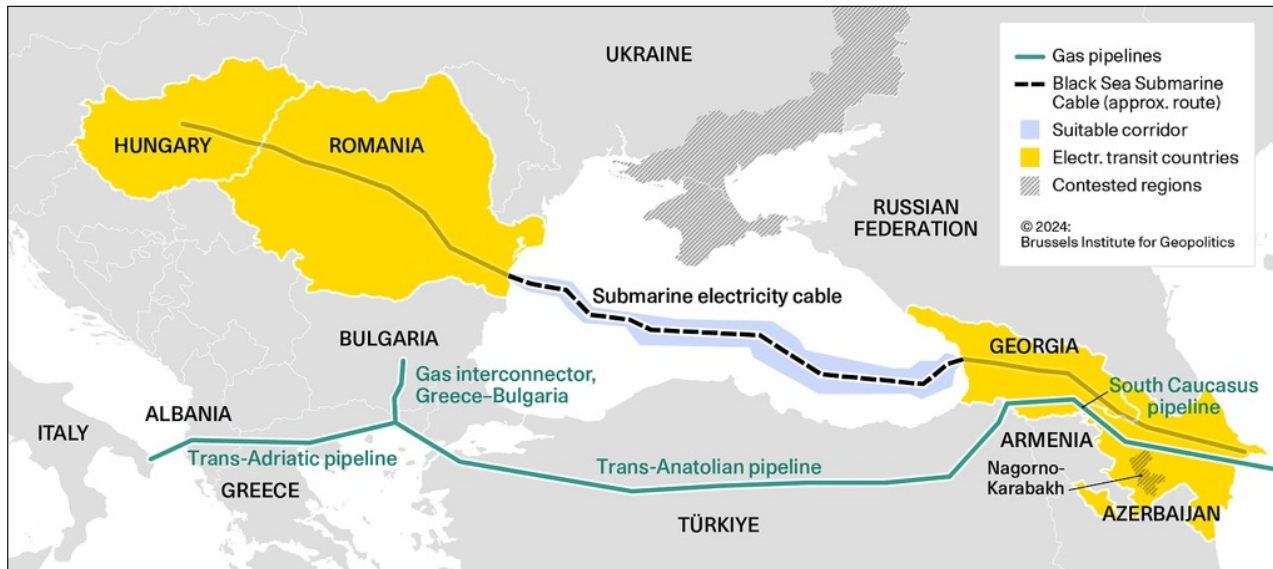 UKRAINE
HUNGARY
ROMANIA
RUSSIAN
FEDERATION
Gas pipelines
Black Sea Submarine
Cable (approx. route)
Suitable corridor
Electr. transit countries
Contested regions
© 2024:
Brussels Institute for Geopolitics
Submarine electricity cable
BULGARIA
GEORGIA
Gas interconnector,
Greece–Bulgaria
South Caucasus
pipeline
ALBANIA
ITALY
Trans-Adriatic pipeline
GREECE
Trans-Anatolian pipeline
ARMENIA
Nagorno-
Karabakh
TÜRKIYE
AZERBAIJAN